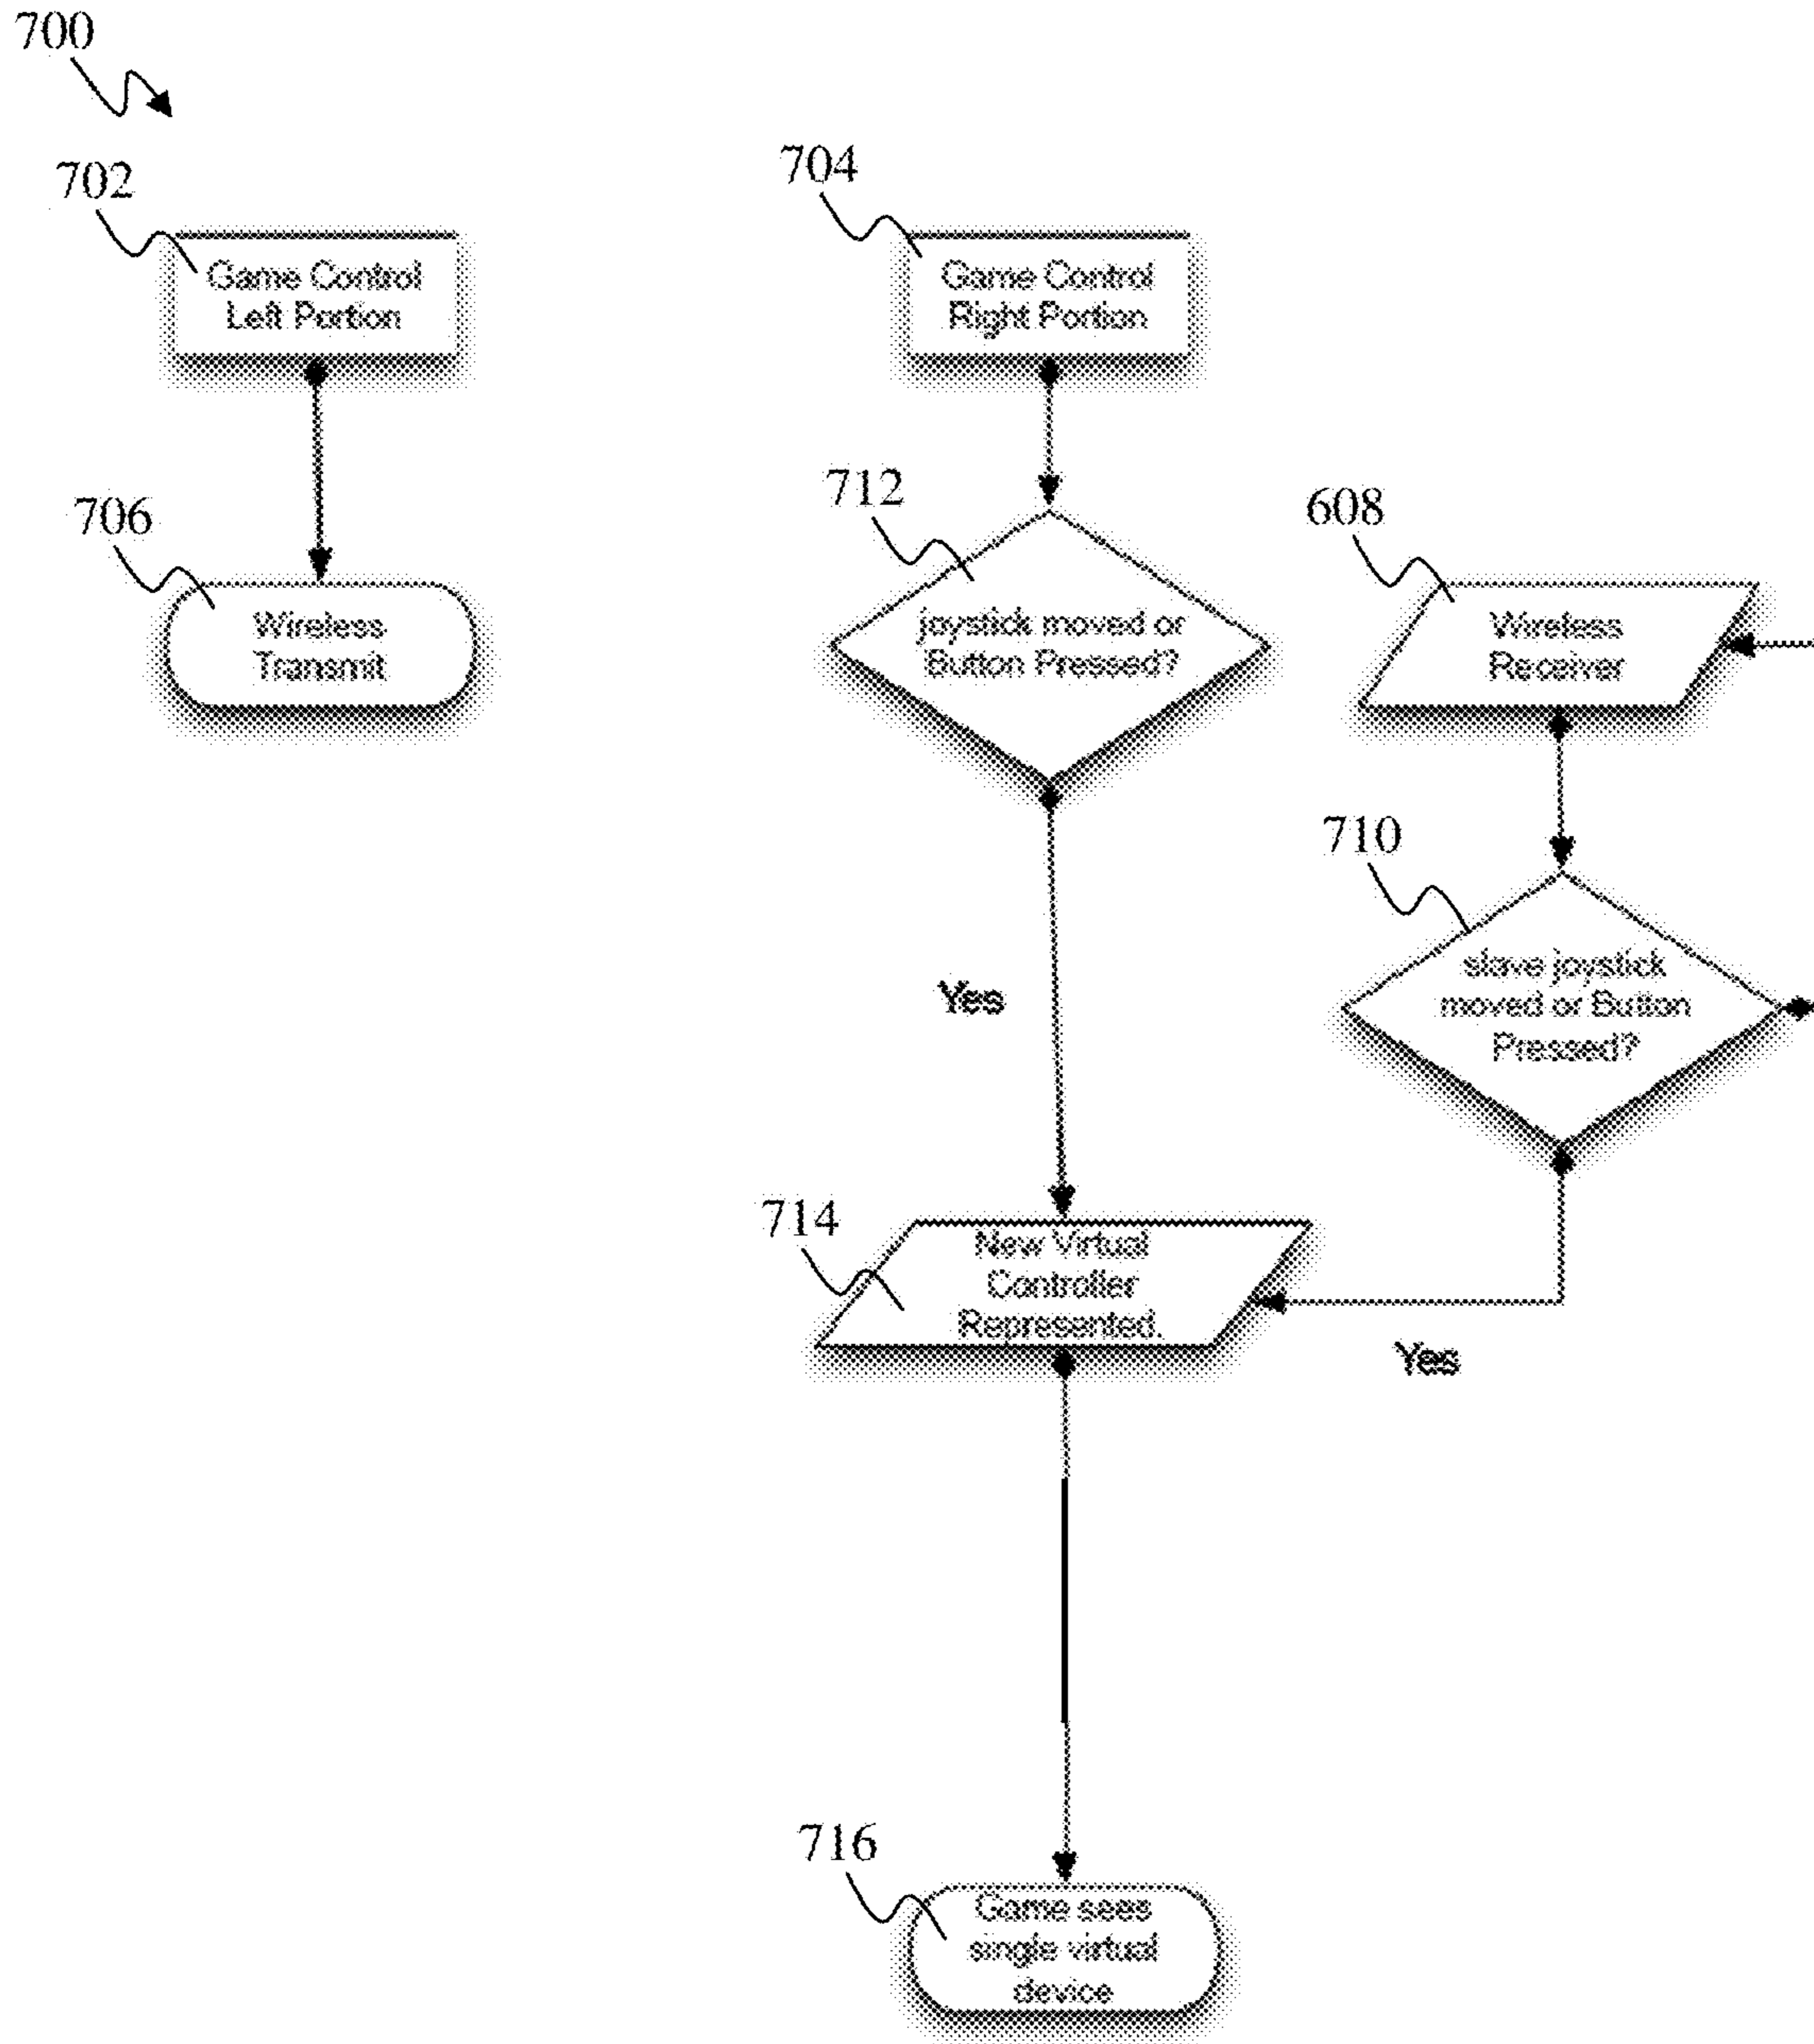 700
702
704
Game Control
Left Portion
Game Control
Right Portion
712
608
706
joystick moved or
Button Pressed?
Wireless
Transmit
Wireless
Receiver
710
slave joystick
moved or Button
Pressed?
Yes
714
New Virtual
Controller
Represented.
Yes
716
Game sees
single virtual
device